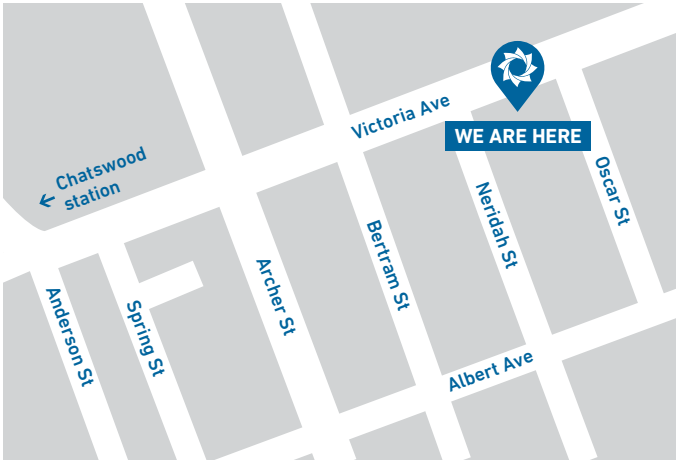 Victoria Ave
WE ARE HERE
← Chatswood
station
Oscar St
Neridah St
Bertram St
Archer St
Anderson St
Spring St
Albert Ave